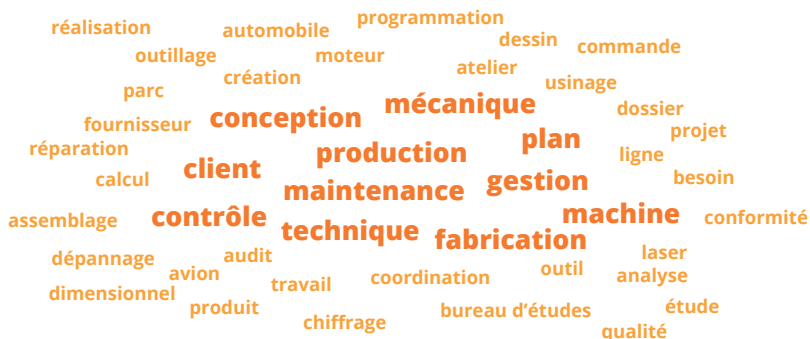 programmation
réalisation
automobile
dessin
commande
outillage
moteur
atelier
création
usinage
parc
mécanique
dossier
conception
fournisseur
plan
projet
réparation
production
ligne
client
calcul
gestion
besoin
maintenance
assemblage
contrôle
machine
conformité
technique
fabrication
dépannage
audit
laser
avion
coordination
outil
analyse
travail
dimensionnel
produit
bureau d’études
étude
chiffrage
qualité